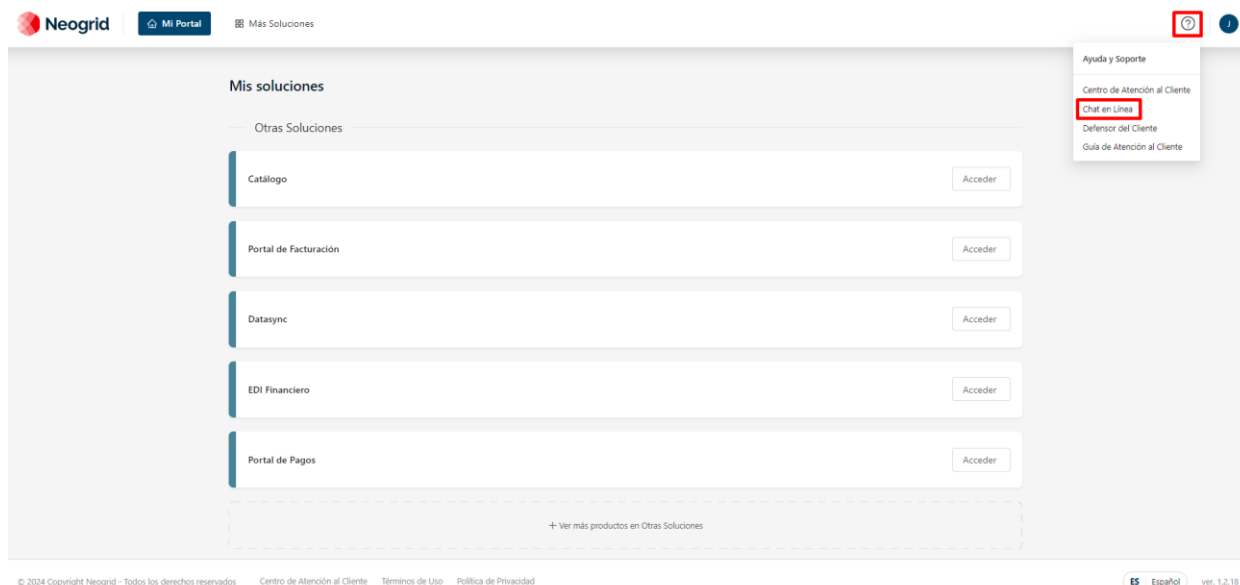 Neogrid
Mi Portal
Más Soluciones
J
Ayuda y Soporte
Centro de Atención al Cliente
Chat en Línea
Defensor del Cliente
Guía de Atención al Cliente
Mis soluciones
Otras Soluciones
Catálogo
Acceder
Portal de Facturación
Acceder
Datasync
Acceder
EDI Financiero
Acceder
Portal de Pagos
Acceder
+ Ver más productos en Otras Soluciones
© 2024 Copyright Neogrid - Todos los derechos reservados Centro de Atención al Cliente Términos de Uso Política de Privacidad ES Español ver. 1.2.18